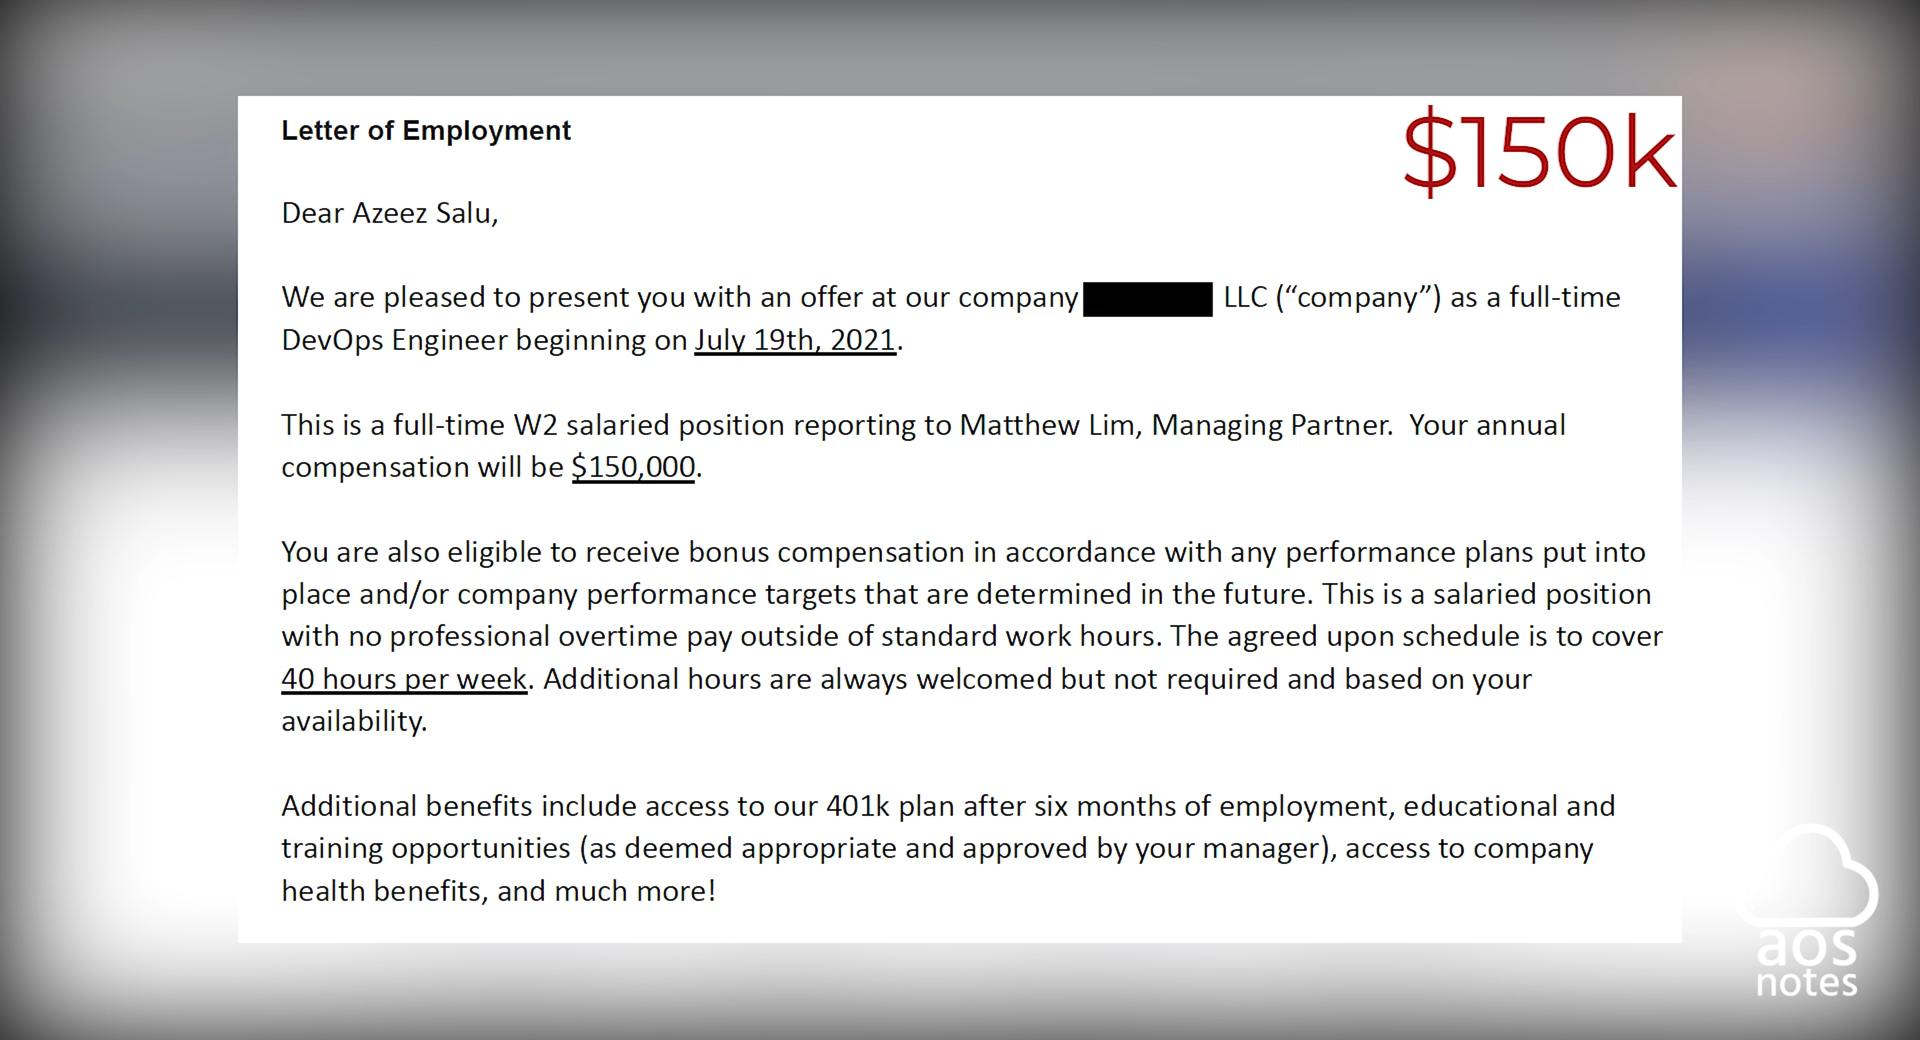 $150k
Letter of Employment
Dear Azeez Salu,
We are pleased to present you with an offer at our company LLC (“company”) as a full-time
DevOps Engineer beginning on July 19th, 2021.
This is a full-time W2 salaried position reporting to Matthew Lim, Managing Partner.  Your annual
compensation will be $150,000.
You are also eligible to receive bonus compensation in accordance with any performance plans put into
place and/or company performance targets that are determined in the future. This is a salaried position
with no professional overtime pay outside of standard work hours. The agreed upon schedule is to cover
40 hours per week. Additional hours are always welcomed but not required and based on your
availability.
Additional benefits include access to our 401k plan after six months of employment, educational and
training opportunities (as deemed appropriate and approved by your manager), access to company
health benefits, and much more!
aos
notes